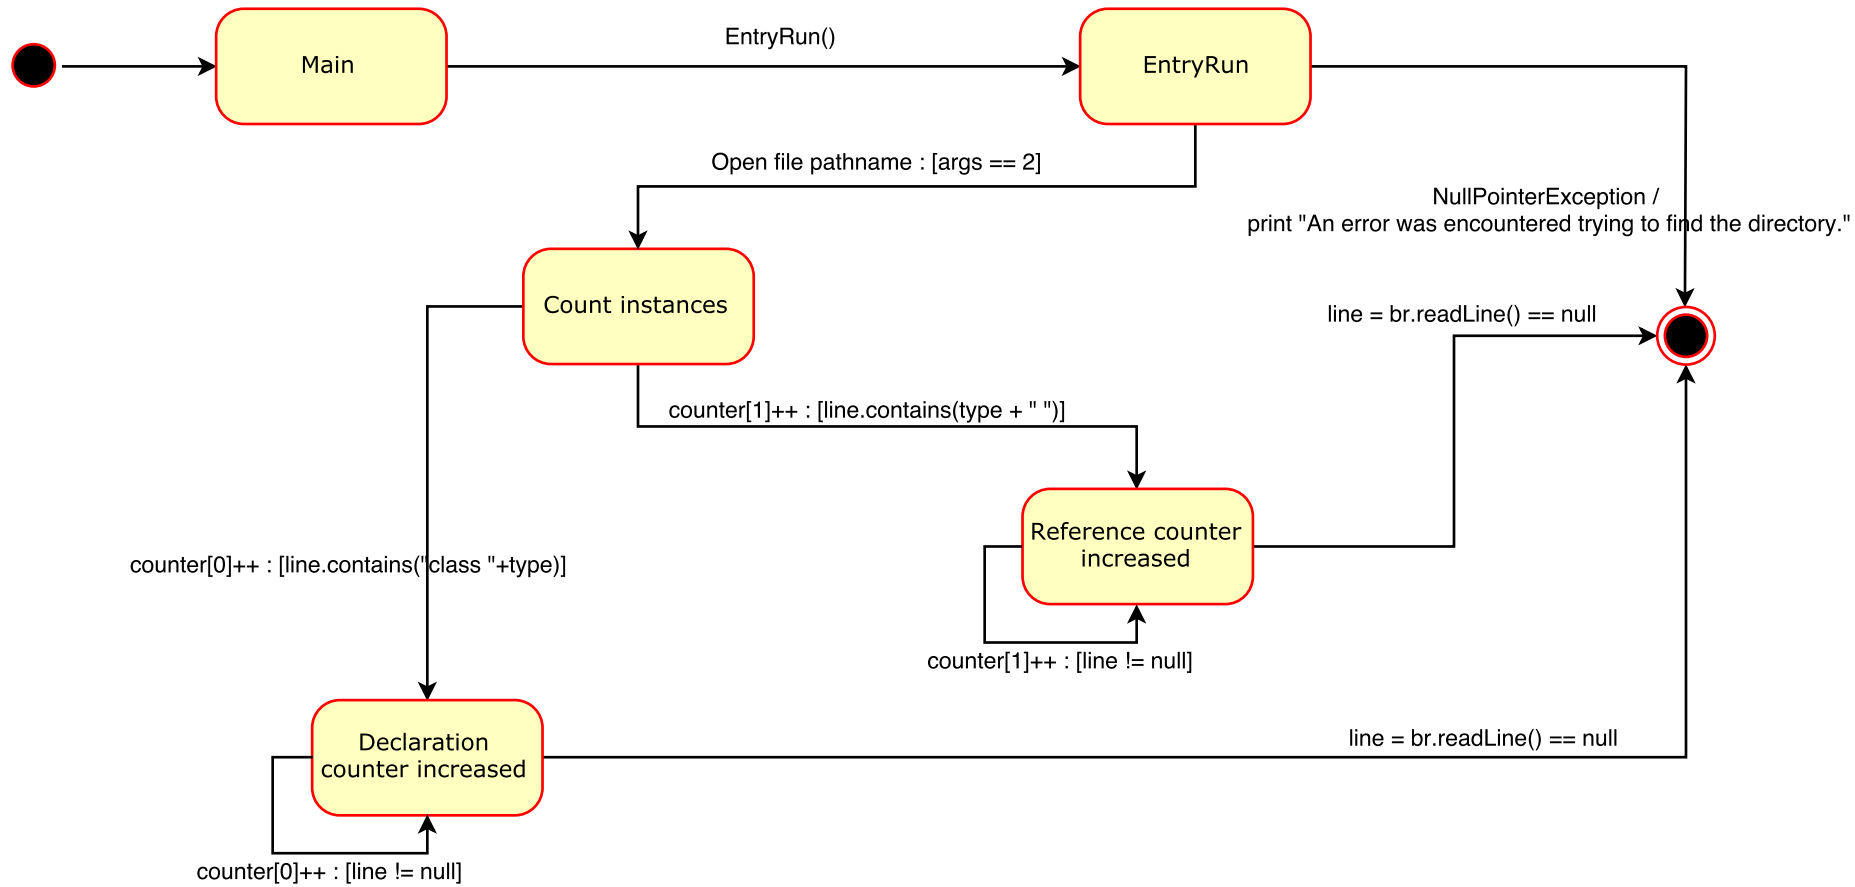 EntryRun()
Main
EntryRun
Open file pathname : [args == 2]
NullPointerException /
print "An error was encountered trying to find the directory."
Count instances
line = br.readLine() == null
counter[1]++ : [line.contains(type + " ")]
Reference counter
increased
counter[0]++ : [line.contains("class "+type)]
counter[1]++ : [line != null]
Declaration
counter increased
line = br.readLine() == null
counter[0]++ : [line != null]